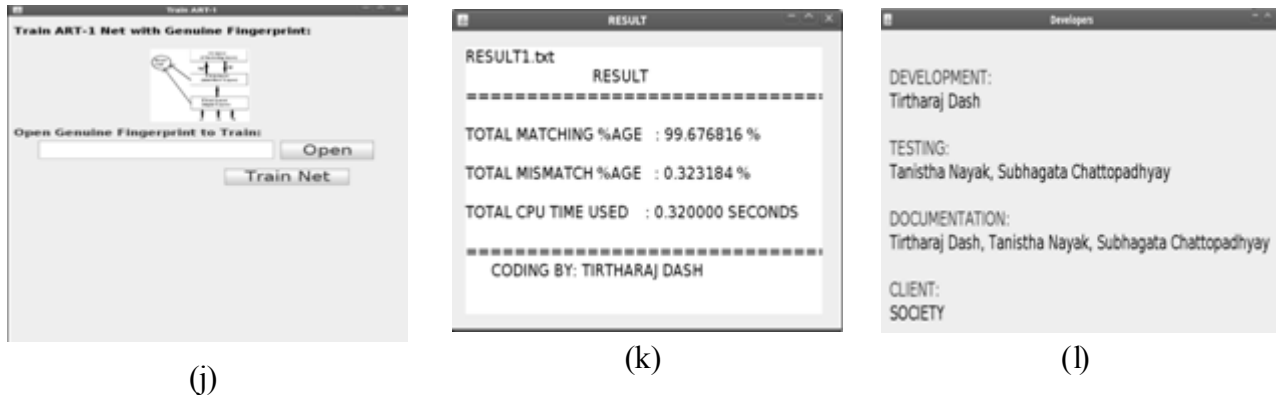 Train ART-1
Train ART-1 Net with Genuine Fingerprint:
Open Genuine Fingerprint to Train:
Open
Train Net
(j)
RESULT
RESULT1.txt
RESULT
==============================
TOTAL MATCHING %AGE : 99.676816 %
TOTAL MISMATCH %AGE : 0.323184 %
TOTAL CPU TIME USED : 0.320000 SECONDS
==============================
CODING BY: TIRTHARAJ DASH
(k)
Developers
DEVELOPMENT:
Tirtharaj Dash
TESTING:
Tanistha Nayak, Subhagata Chattopadhyay
DOCUMENTATION:
Tirtharaj Dash, Tanistha Nayak, Subhagata Chattopadhyay
CLIENT:
SOCIETY
(l)